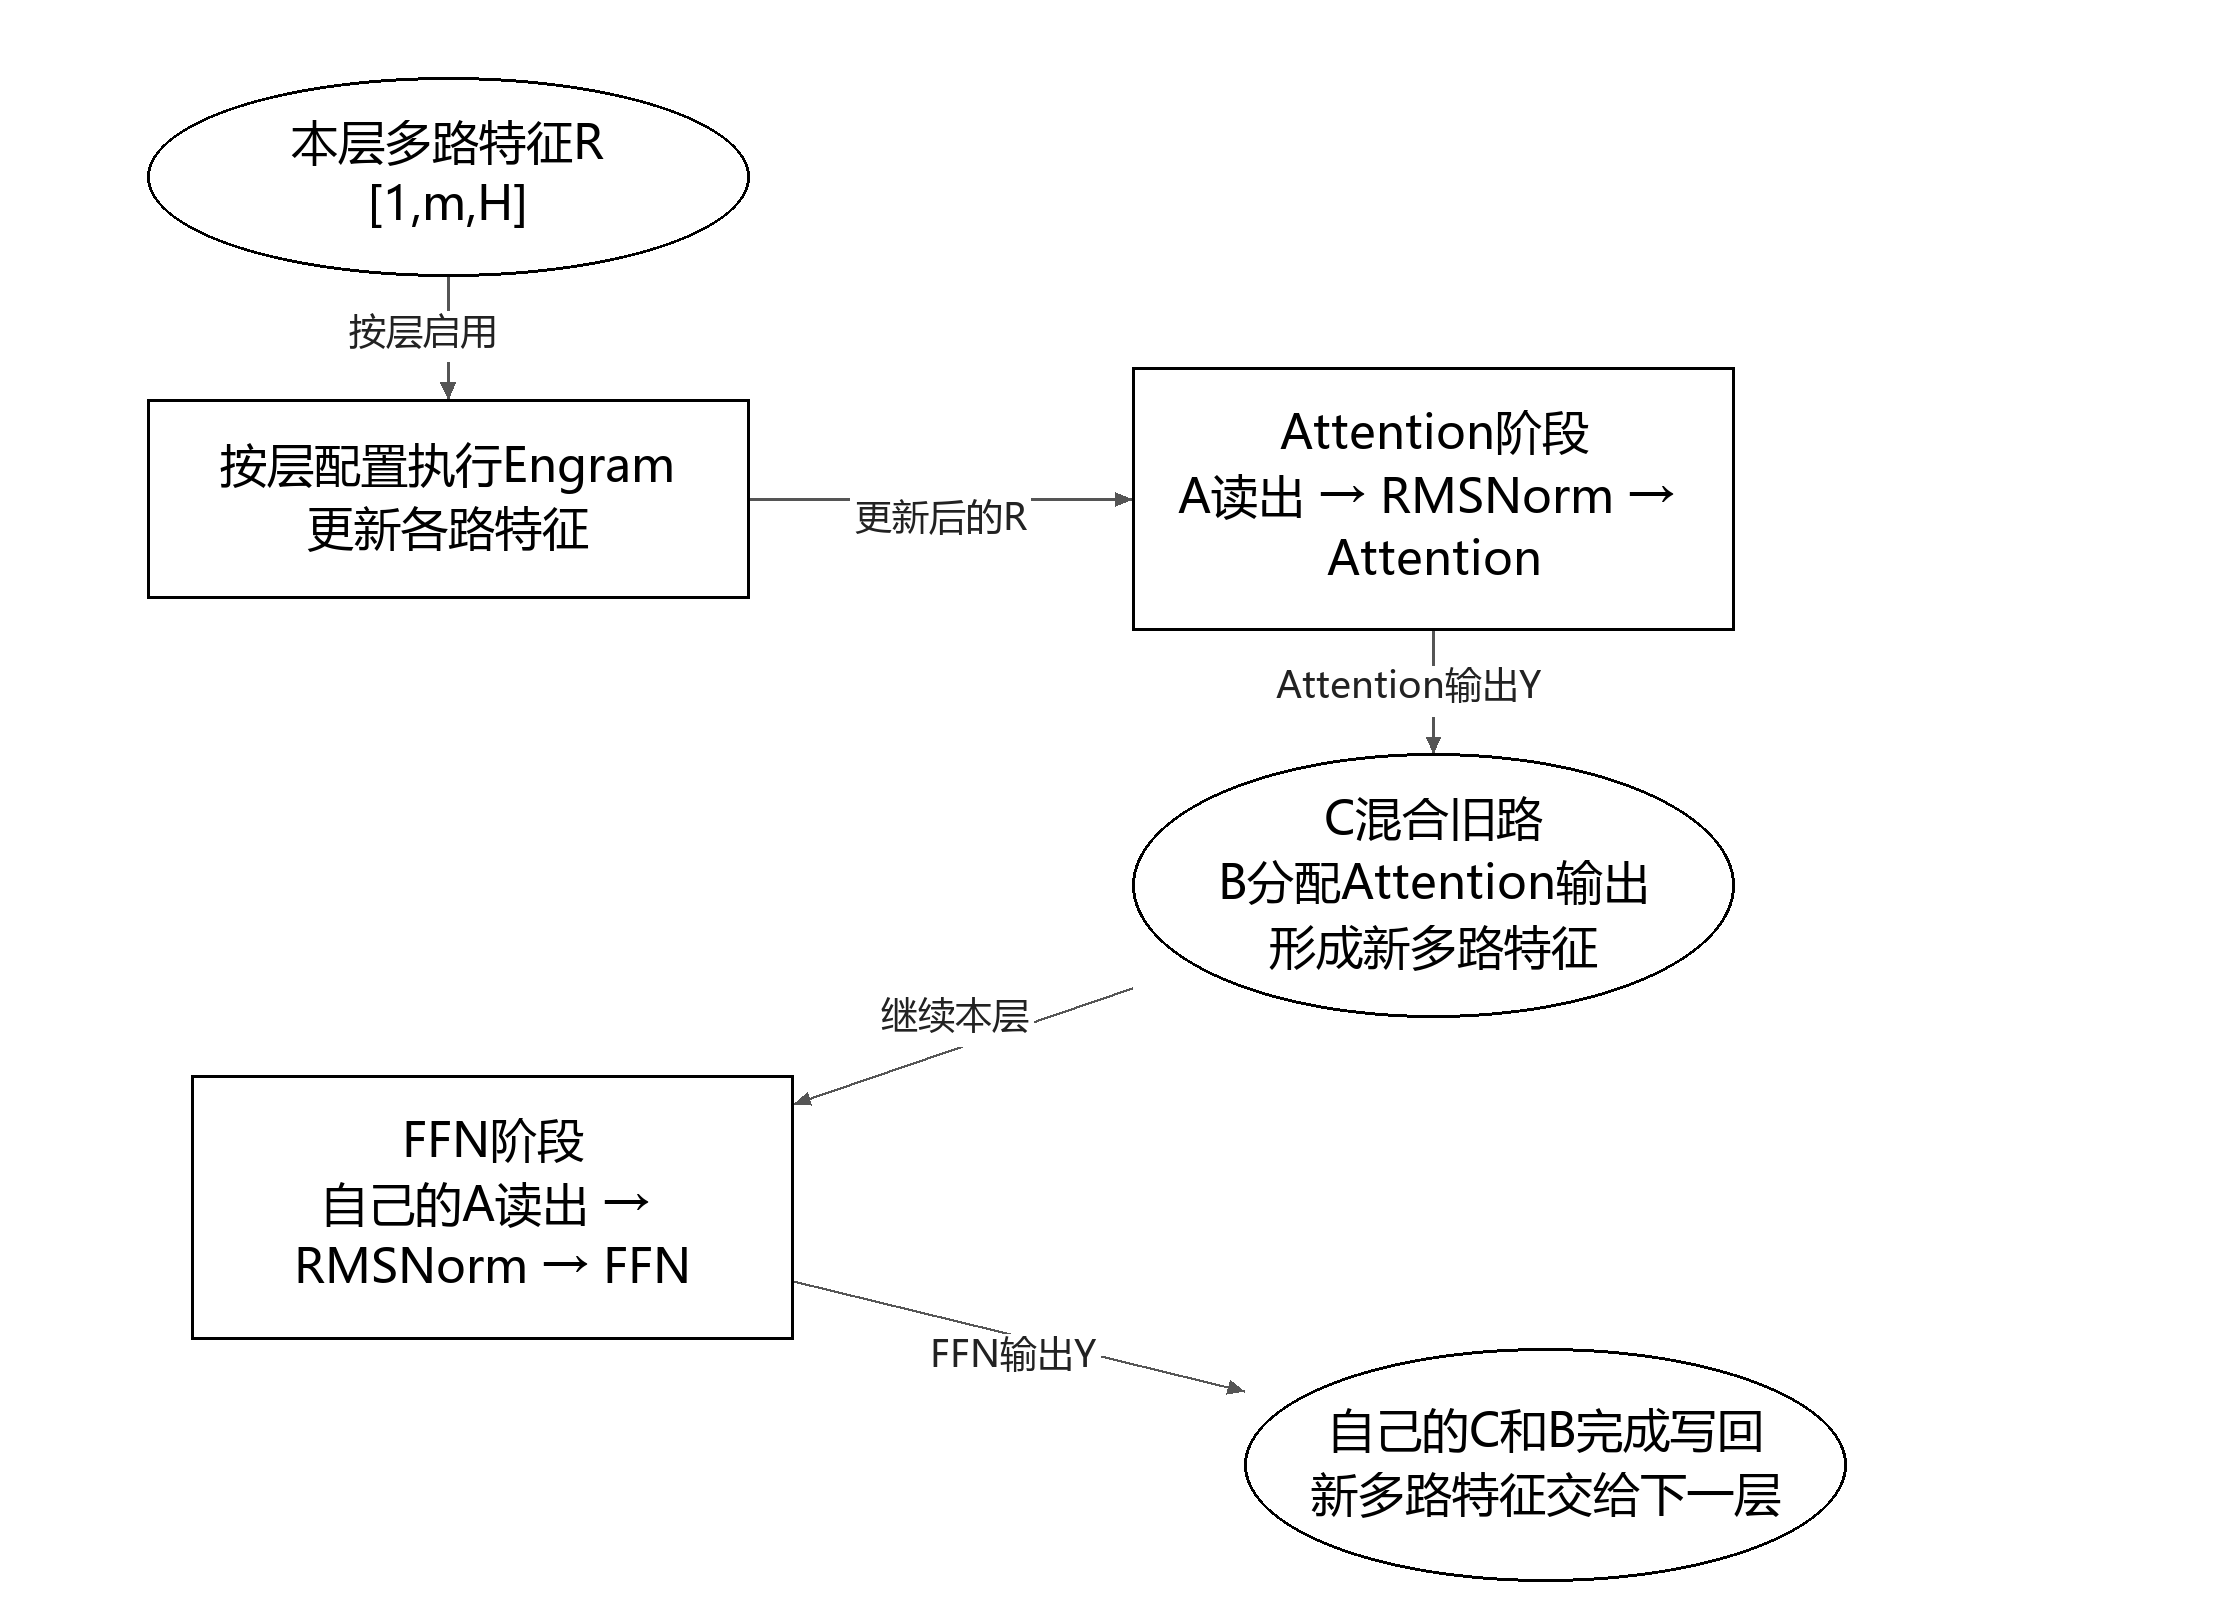 本层多路特征R
[1,m,H]
按层启用
按层配置执行Engram
更新各路特征
更新后的R
Attention阶段
A读出 → RMSNorm →
Attention
Attention输出Y
C混合旧路
B分配Attention输出
形成新多路特征
继续本层
FFN阶段
自己的A读出 →
RMSNorm → FFN
FFN输出Y
自己的C和B完成写回
新多路特征交给下一层